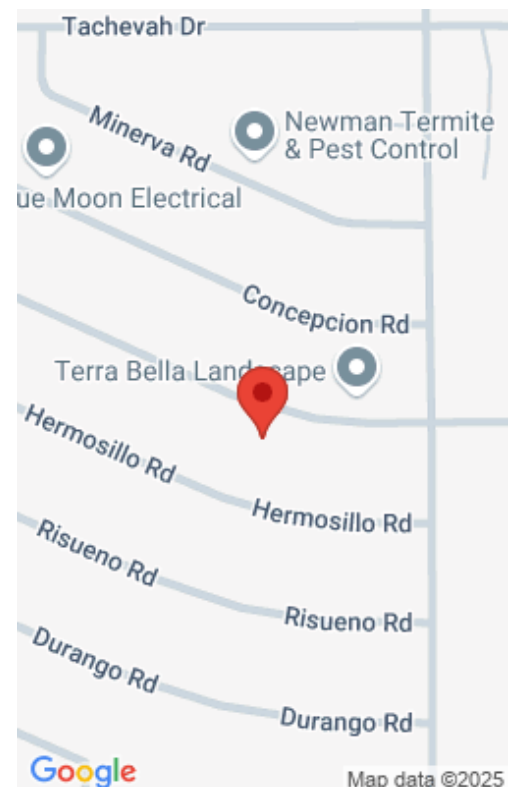 Tachevah Dr
Minerva Rd
Newman Termite
& Pest Control
ue Moon Electrical
Concepcion Rd
Terra Bella Landscape
Hermosillo Rd
Hermosillo Rd
Risueno Rd
Risueno Rd
Durango Rd
Durango Rd
Google
Map data ©2025